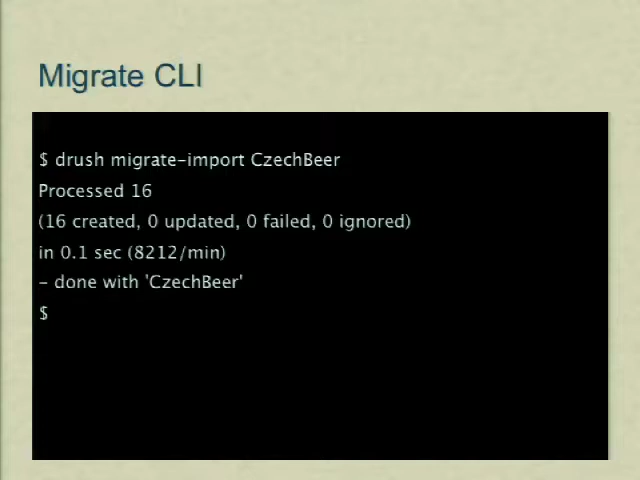 Migrate CLI
$ drush migrate-import CzechBeer
Processed 16
(16 created, 0 updated, 0 failed, 0 ignored)
in 0.1 sec (8212/min)
- done with 'CzechBeer'
$